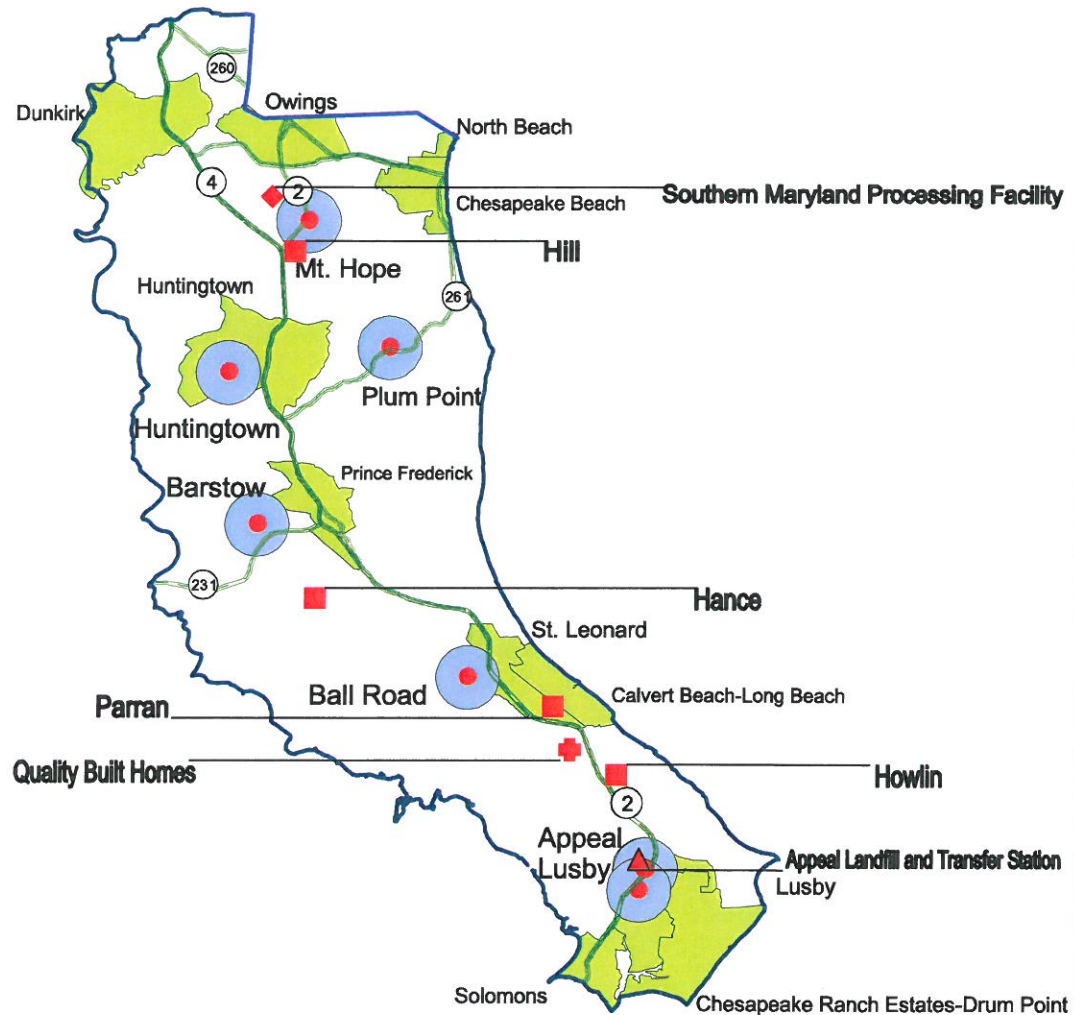 260
Dunkirk
Owings
North Beach
4
2
Southern Maryland Processing Facility
Chesapeake Beach
Hill
Mt. Hope
Huntingtown
261
Plum Point
Huntingtown
Prince Frederick
Barstow
231
Hance
St. Leonard
Ball Road
Calvert Beach-Long Beach
Parran
Quality Built Homes
Howlin
2
Appeal
Lusby
Appeal Landfill and Transfer Station
Lusby
Solomons
Chesapeake Ranch Estates-Drum Point